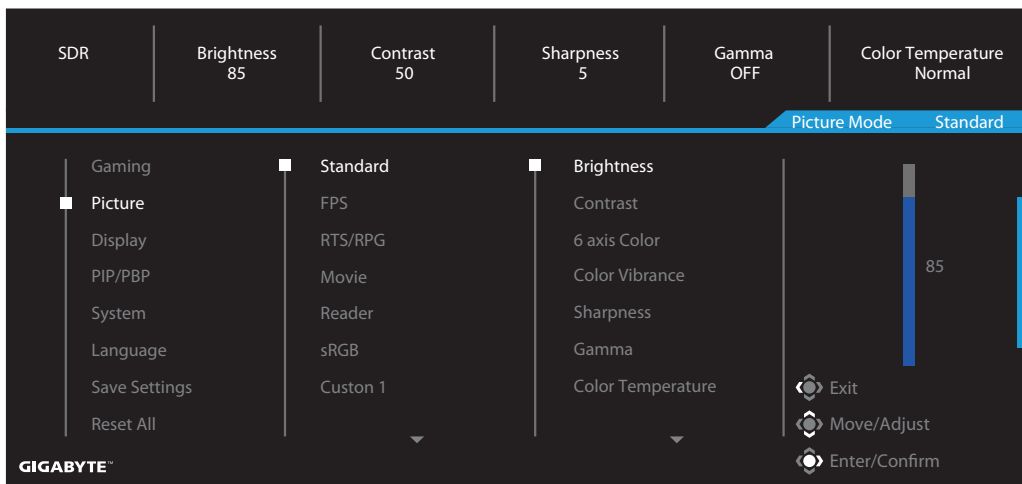 SDR
Brightness
85
Contrast
50
Sharpness
5
Gamma
OFF
Color Temperature
Normal
Picture Mode Standard
Gaming
Picture
Display
PIP/PBP
System
Language
Save Settings
Reset All
Standard
FPS
RTS/RPG
Movie
Reader
sRGB
Custon 1
Brightness
Contrast
6 axis Color
Color Vibrance
Sharpness
Gamma
Color Temperature
85
Exit
Move/Adjust
Enter/Confirm
GIGABYTE™